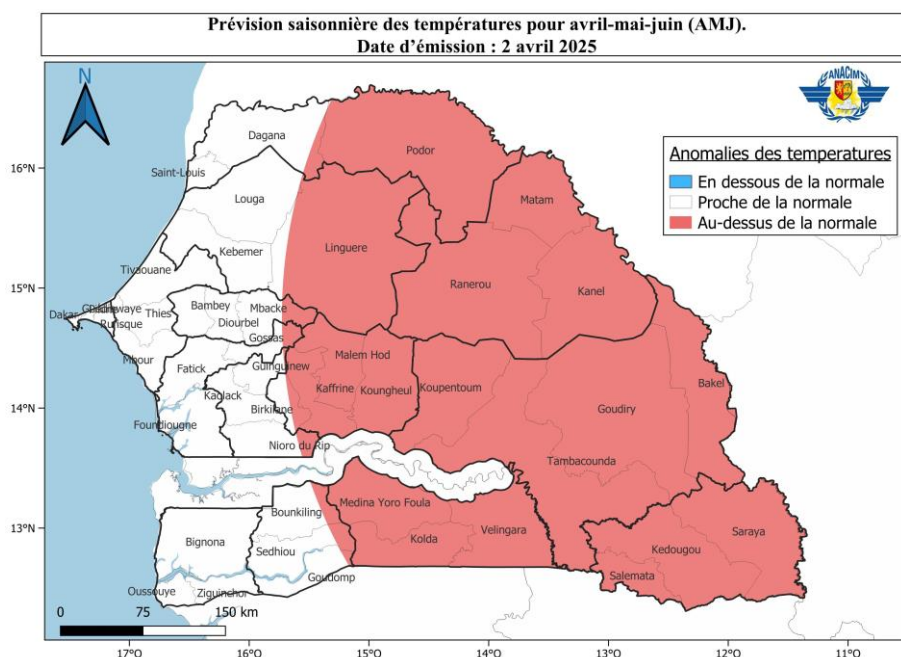 Prévision saisonnière des températures pour avril-mai-juin (AMJ).
Date d'émission : 2 avril 2025
N
ANACIM
Anomalies des temperatures
En dessous de la normale
Proche de la normale
Au-dessus de la normale
16°N
15°N
14°N
13°N
Dagana
Podor
Saint-Louis
Louga
Matam
Linguere
Kebemer
Tivaouane
Ranerou
Kanel
Dakar
Rufisque
Thies
Bambey
Mbacke
Diourbel
Gossas
Mbour
Fatick
Guinguineo
Malem Hod
Kaffrine
Koungheul
Koupentoum
Bakel
Kaolack
Birkilane
Goudiry
Foundiougne
Nioro du Rip
Tambacounda
Bounkiling
Medina Yoro Foula
Bignona
Sedhiou
Kolda
Velingara
Saraya
Kedougou
Goudomp
Salemata
Oussouye
Ziguinchor
0 75 150 km
17°O 16°O 15°O 14°O 13°O 12°O 11°O